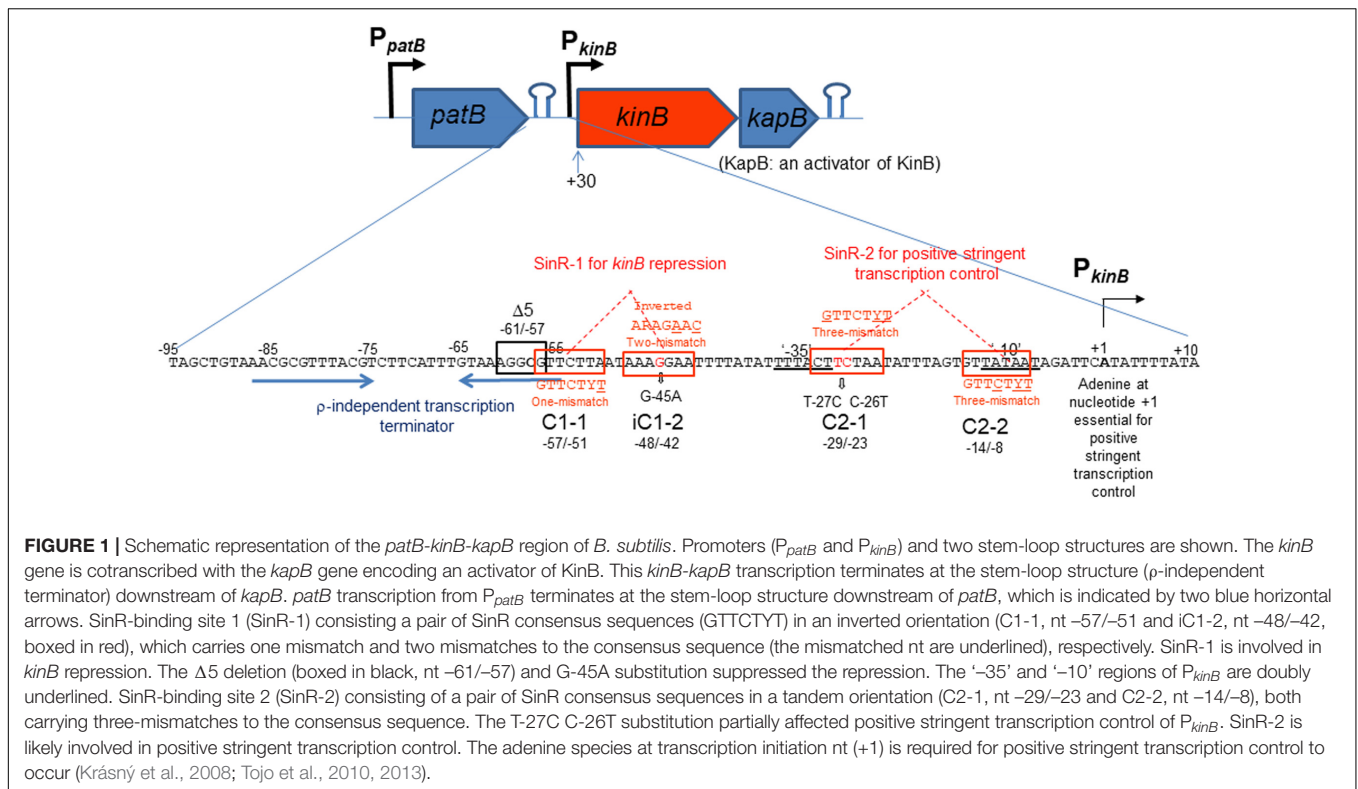 P patB P kinB
patB kinB kapB
(KapB: an activator of KinB)
+30
SinR-1 for kinB repression
SinR-2 for positive stringent
transcription control
P kinB
Δ5
-61/-57
Inverted
ARAGAAC
Two-mismatch
GTTCTYT
Three-mismatch
-95 -85 -75 -65 -55 '-35' '-10' +1 +10
TAGCTGTAAACGCGTTTACGTCTTCATTTGTAAAGGCGTTCTTAATAAAGGAATTTTATATTTTACTTCTAATATTTAGTGTTATAATAGATTCATATTTTATA
GTTCTYT
One-mismatch
G-45A
T-27C C-26T
GTTCTYT
Three-mismatch
Adenine at
nucleotide +1
essential for
positive
stringent
transcription
control
ρ-independent transcription
terminator
C1-1
-57/-51
iC1-2
-48/-42
C2-1
-29/-23
C2-2
-14/-8
FIGURE 1 | Schematic representation of the patB-kinB-kapB region of B. subtilis. Promoters (PpatB and PkinB) and two stem-loop structures are shown. The kinB
gene is cotranscribed with the kapB gene encoding an activator of KinB. This kinB-kapB transcription terminates at the stem-loop structure (ρ-independent
terminator) downstream of kapB. patB transcription from PpatB terminates at the stem-loop structure downstream of patB, which is indicated by two blue horizontal
arrows. SinR-binding site 1 (SinR-1) consisting a pair of SinR consensus sequences (GTTCTYT) in an inverted orientation (C1-1, nt –57/–51 and iC1-2, nt –48/–42,
boxed in red), which carries one mismatch and two mismatches to the consensus sequence (the mismatched nt are underlined), respectively. SinR-1 is involved in
kinB repression. The Δ5 deletion (boxed in black, nt –61/–57) and G-45A substitution suppressed the repression. The ‘–35’ and ‘–10’ regions of PkinB are doubly
underlined. SinR-binding site 2 (SinR-2) consisting of a pair of SinR consensus sequences in a tandem orientation (C2-1, nt –29/–23 and C2-2, nt –14/–8), both
carrying three-mismatches to the consensus sequence. The T-27C C-26T substitution partially affected positive stringent transcription control of PkinB. SinR-2 is
likely involved in positive stringent transcription control. The adenine species at transcription initiation nt (+1) is required for positive stringent transcription control to
occur (Krásný et al., 2008; Tojo et al., 2010, 2013).